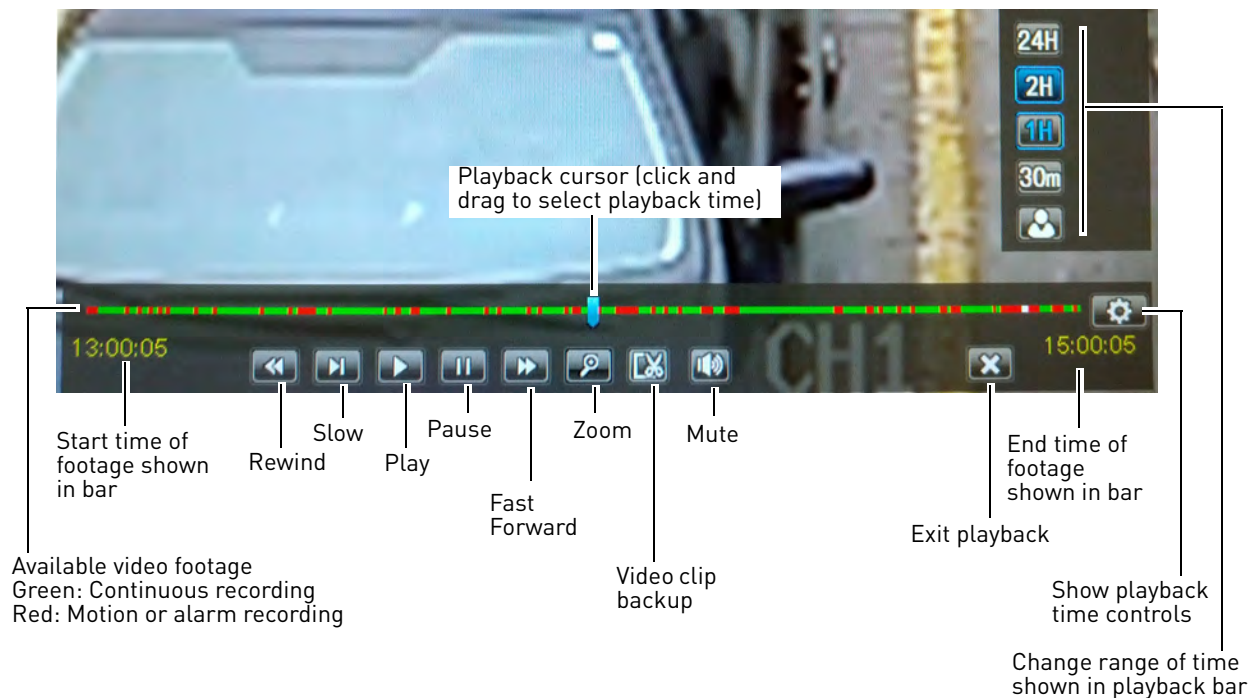 24H
2H
1H
30m
Playback cursor (click and
drag to select playback time)
13:00:05
CH1
15:00:05
Start time of
footage shown
in bar
Rewind
Slow
Play
Pause
Fast
Forward
Zoom
Video clip
backup
Mute
Exit playback
End time of
footage
shown in bar
Available video footage
Green: Continuous recording
Red: Motion or alarm recording
Show playback
time controls
Change range of time
shown in playback bar